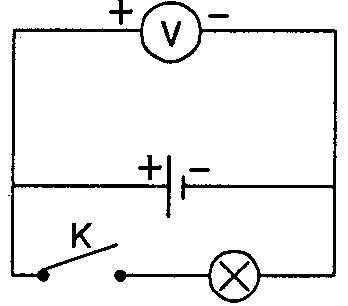 + V −
+ −
K